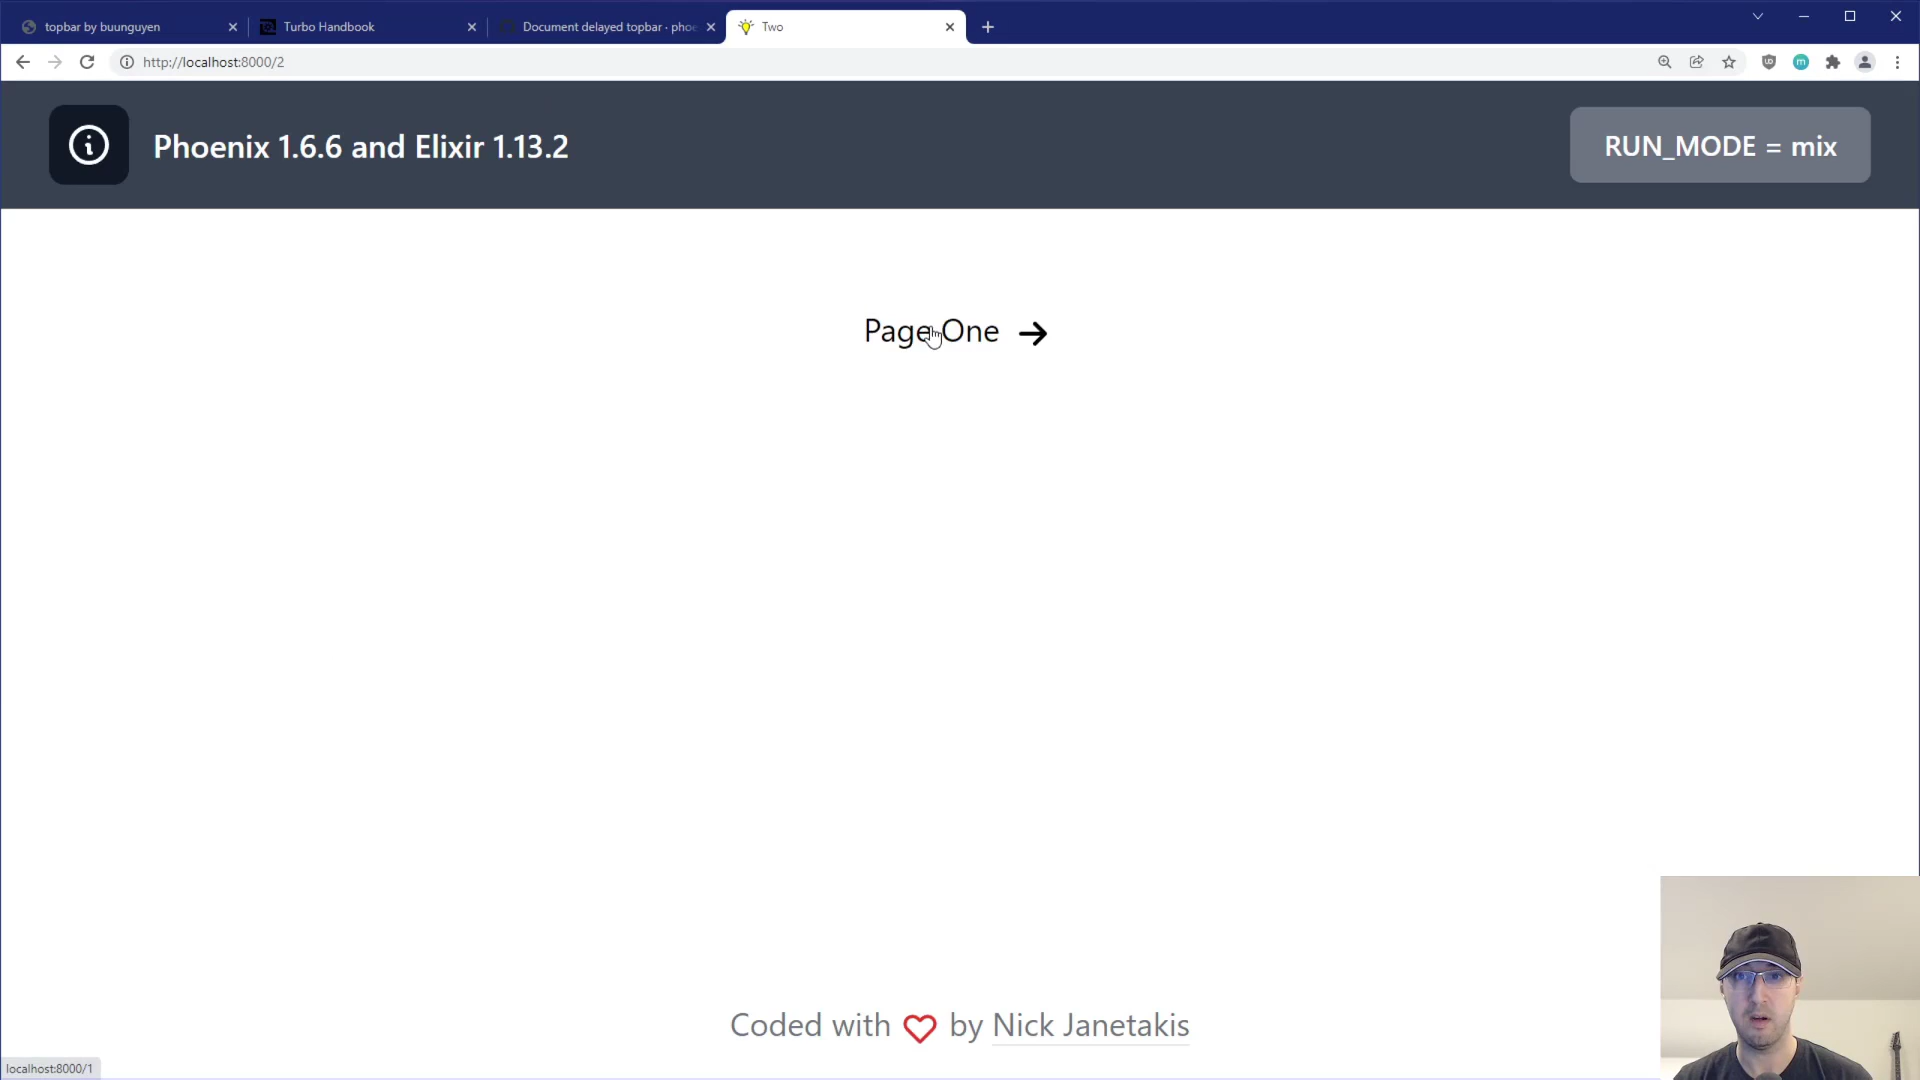 topbar by buunguyen
Turbo Handbook
Document delayed topbar · phoe
Two
http://localhost:8000/2
Phoenix 1.6.6 and Elixir 1.13.2
RUN_MODE = mix
Page One
Coded with by Nick Janetakis
localhost:8000/1